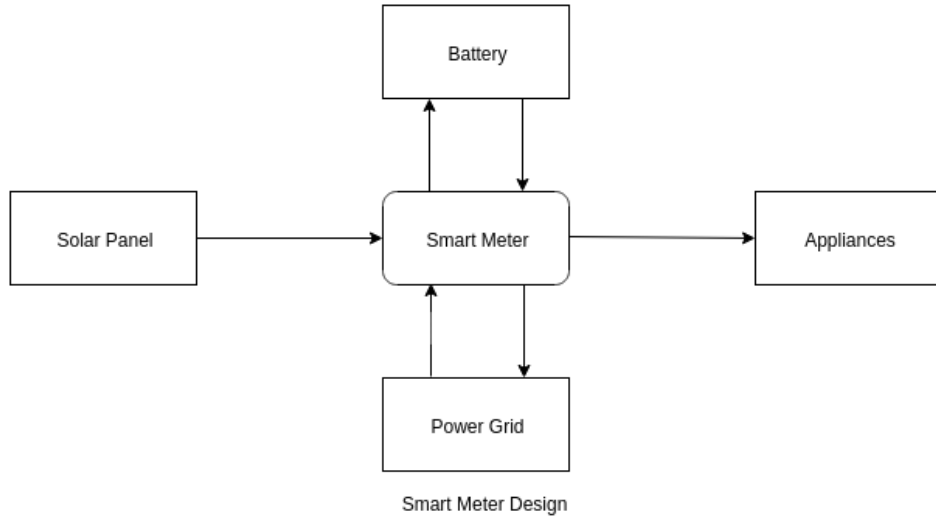 Battery
Solar Panel
Smart Meter
Appliances
Power Grid
Smart Meter Design